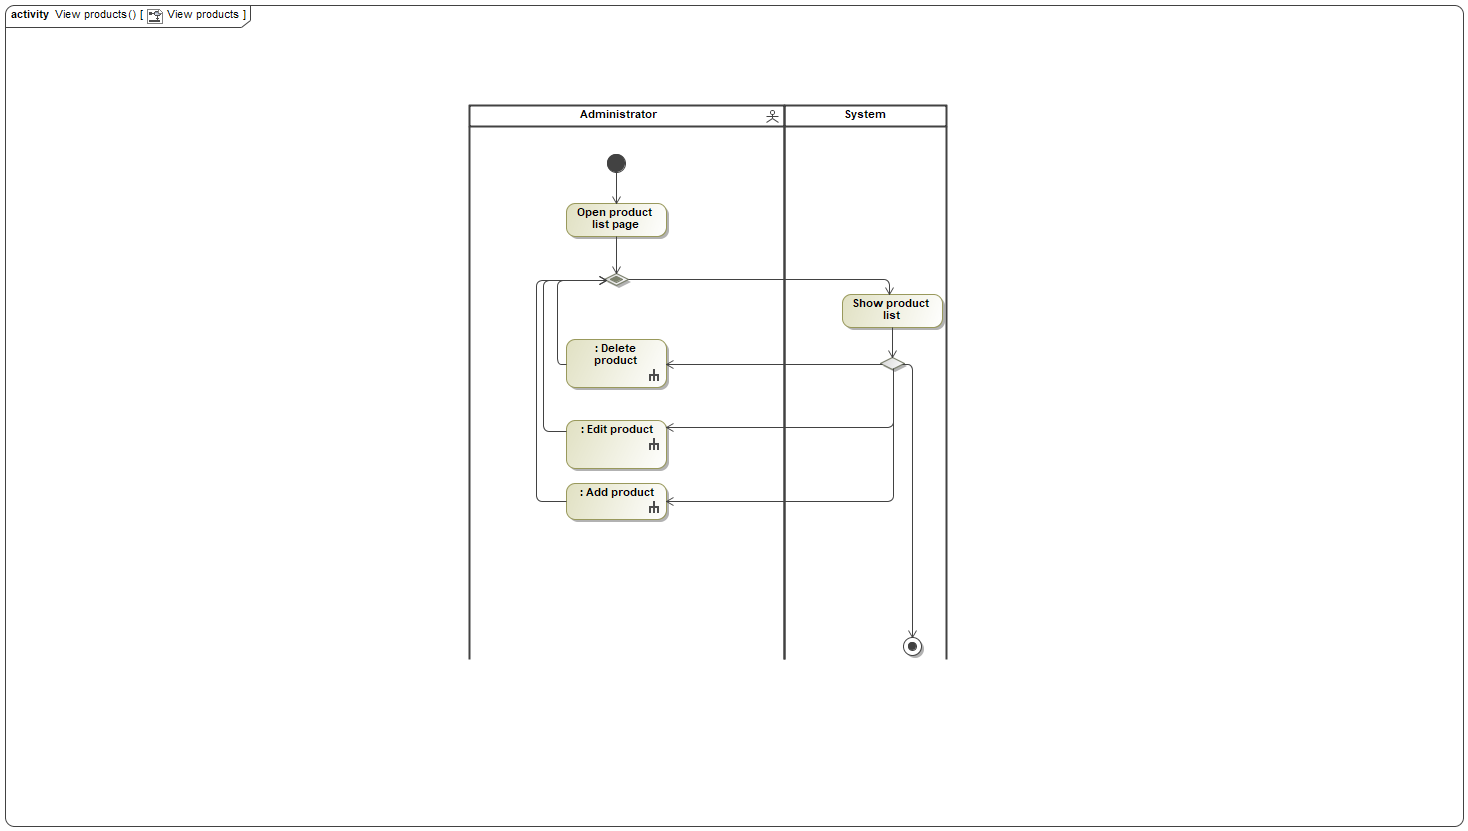 activity View products() [ View products ]
Administrator
System
Open product
list page
Show product
list
: Delete
product
: Edit product
: Add product